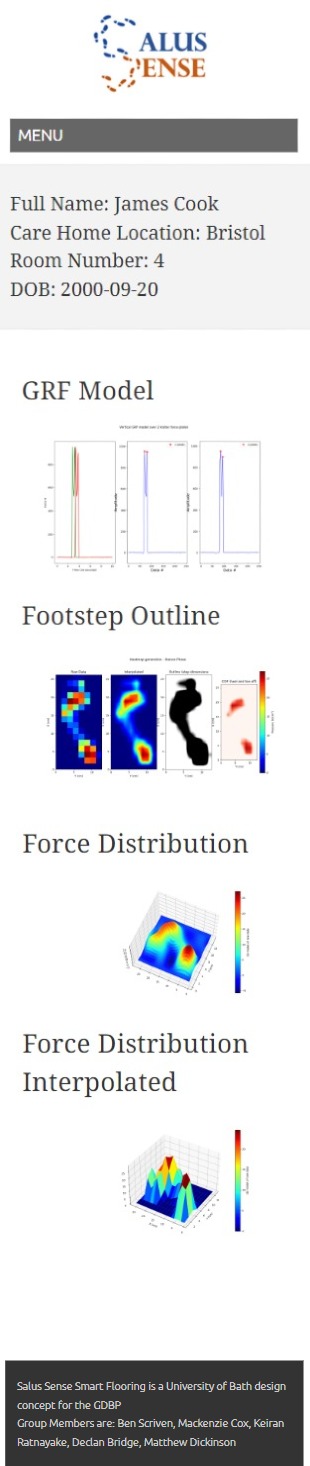 SALUS
SENSE
MENU
Full Name: James Cook
Care Home Location: Bristol
Room Number: 4
DOB: 2000-09-20
GRF Model
Footstep Outline
Force Distribution
Force Distribution
Interpolated
Salus Sense Smart Flooring is a University of Bath design
concept for the GDBP
Group Members are: Ben Scriven, Mackenzie Cox, Keiran
Ratnayake, Declan Bridge, Matthew Dickinson